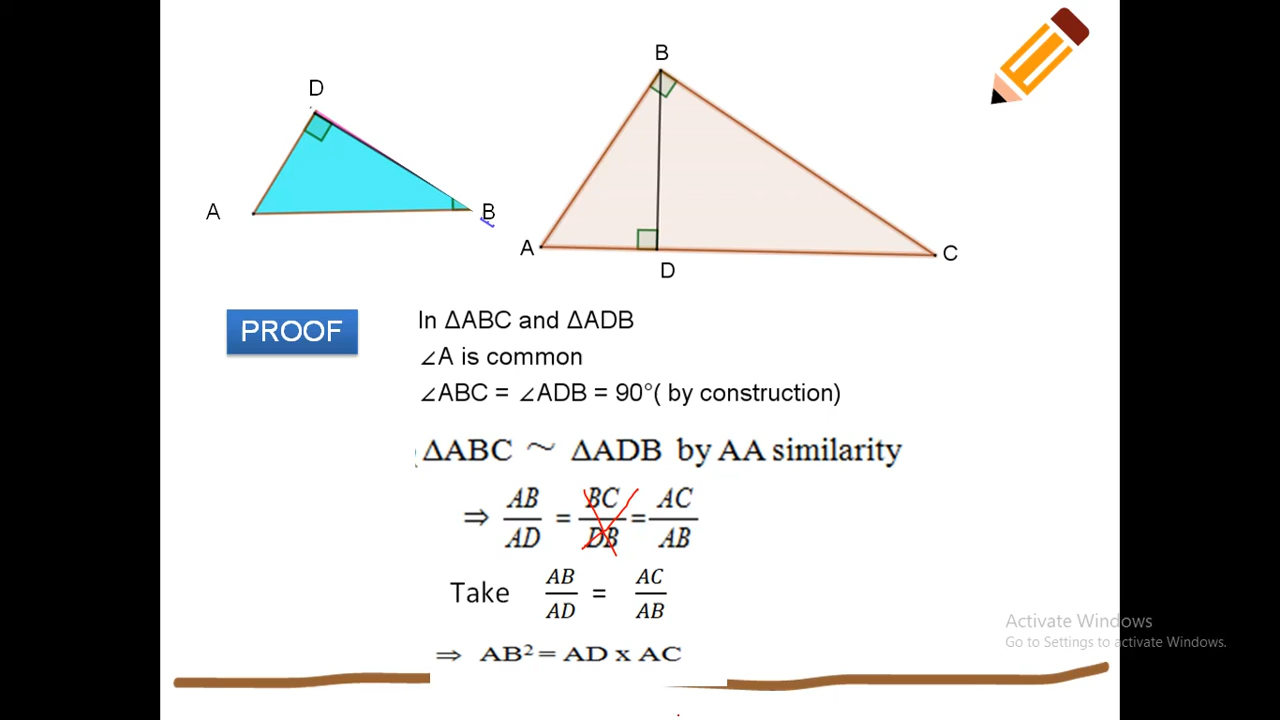 D
A
B
B
A
D
C
PROOF
In ΔABC and ΔADB
∠A is common
∠ABC = ∠ADB = 90°( by construction)
ΔABC ~ ΔADB by AA similarity
⇒ AB/AD = BC/DB = AC/AB
Take AB/AD = AC/AB
⇒ AB² = AD x AC
Activate Windows
Go to Settings to activate Windows.